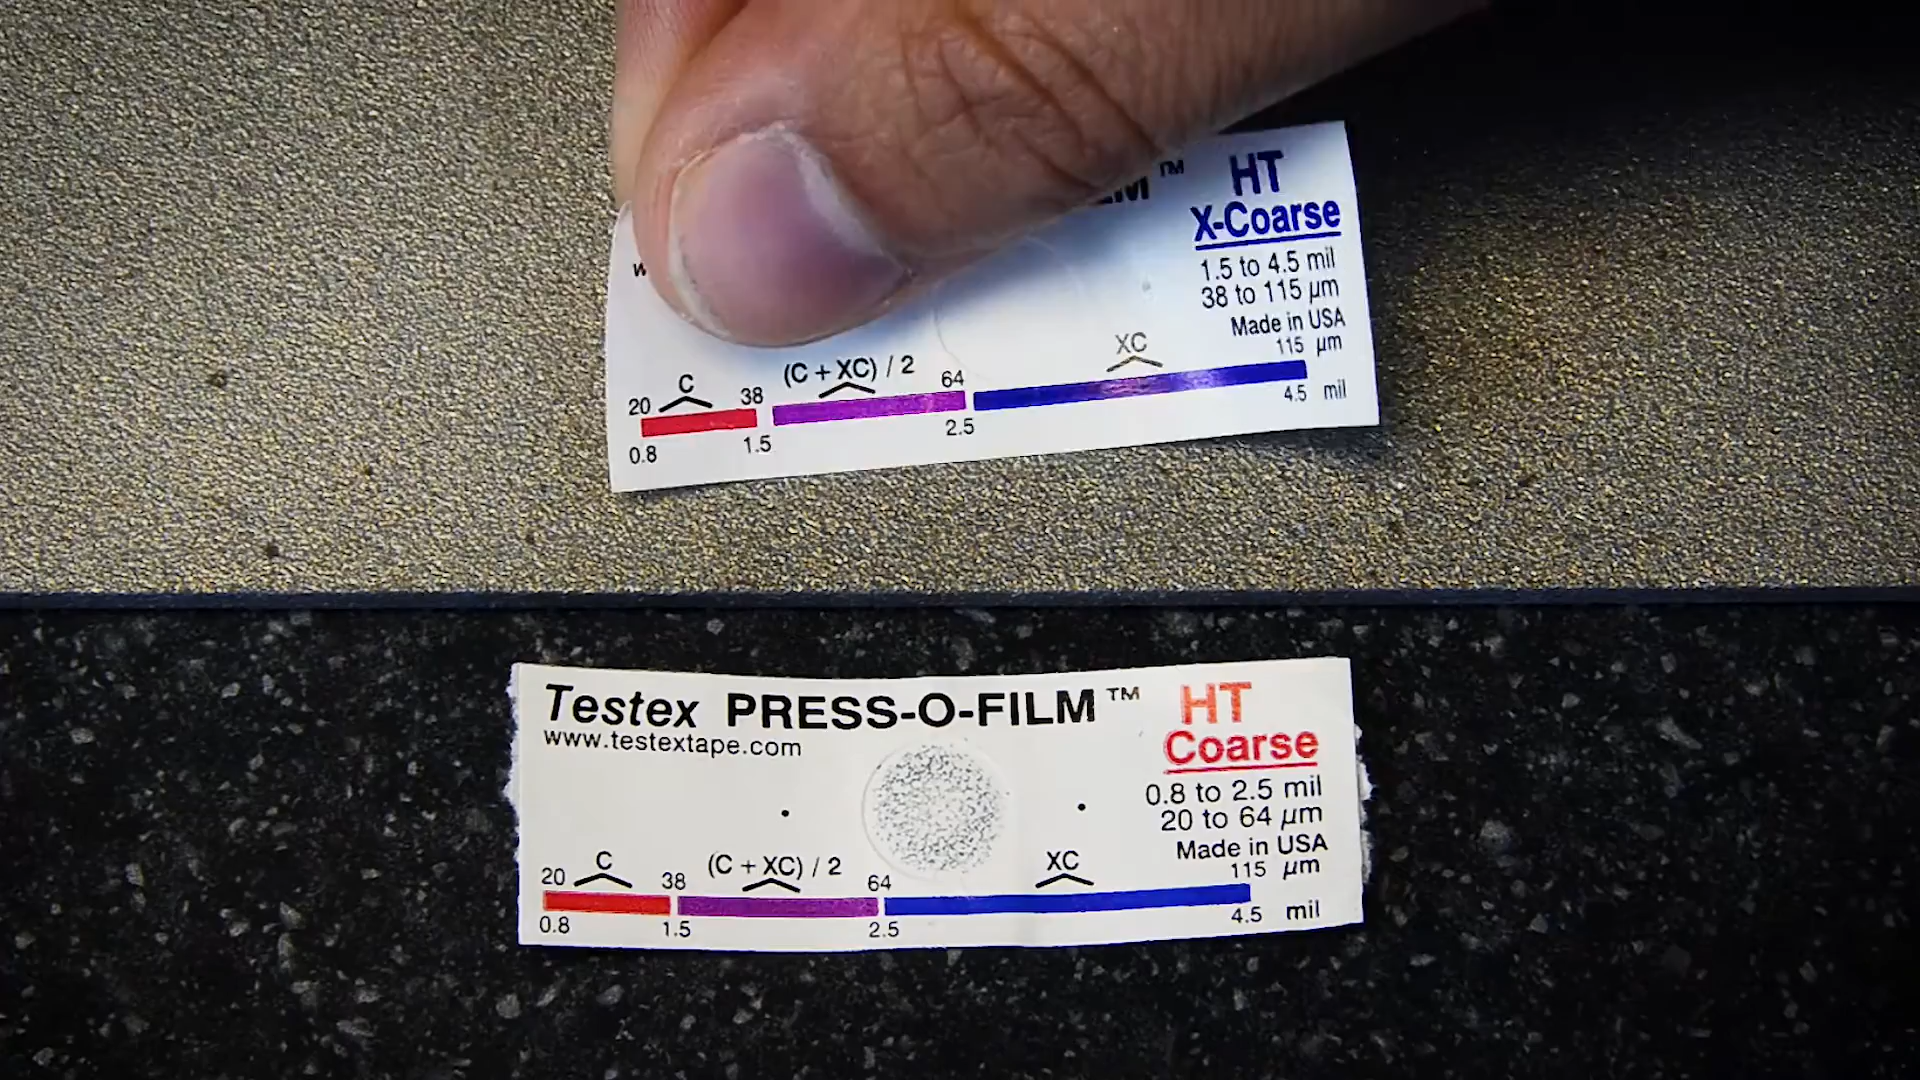 ™ HT
X-Coarse
1.5 to 4.5 mil
38 to 115 µm
Made in USA
C (C + XC) / 2 XC 115 µm
20 38 64
0.8 1.5 2.5 4.5 mil
Testex PRESS-O-FILM™ HT
www.testextape.com
Coarse
0.8 to 2.5 mil
20 to 64 µm
Made in USA
C (C + XC) / 2 XC 115 µm
20 38 64
0.8 1.5 2.5 4.5 mil